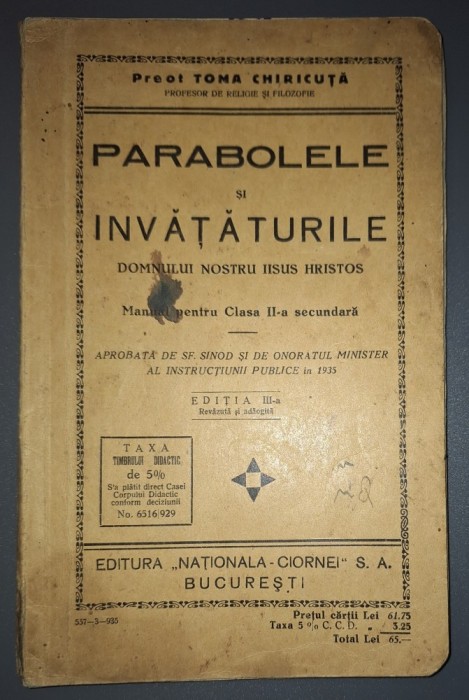 Preot TOMA CHIRICUȚĂ
PROFESOR DE RELIGIE ȘI FILOZOFIE
PARABOLELE
ȘI
INVĂȚĂTURILE
DOMNULUI NOSTRU IISUS HRISTOS
Manual pentru Clasa II-a secundară
APROBATĂ DE SF. SINOD ȘI DE ONORATUL MINISTER
AL INSTRUCȚIUNII PUBLICE in 1935
EDIȚIA III-a
Revăzută și adăogită
TAXA
TIMBRULUI DIDACTIC
de 5%
S'a plătit direct Casei
Corpului Didactic
conform deciziunii
No. 6516/929
EDITURA „NAȚIONALA-CIORNEI" S. A.
BUCUREȘTI
557—3—935
Prețul cărții Lei 61.75
Taxa 5% C. C. D. „ 3.25
Total Lei 65.—